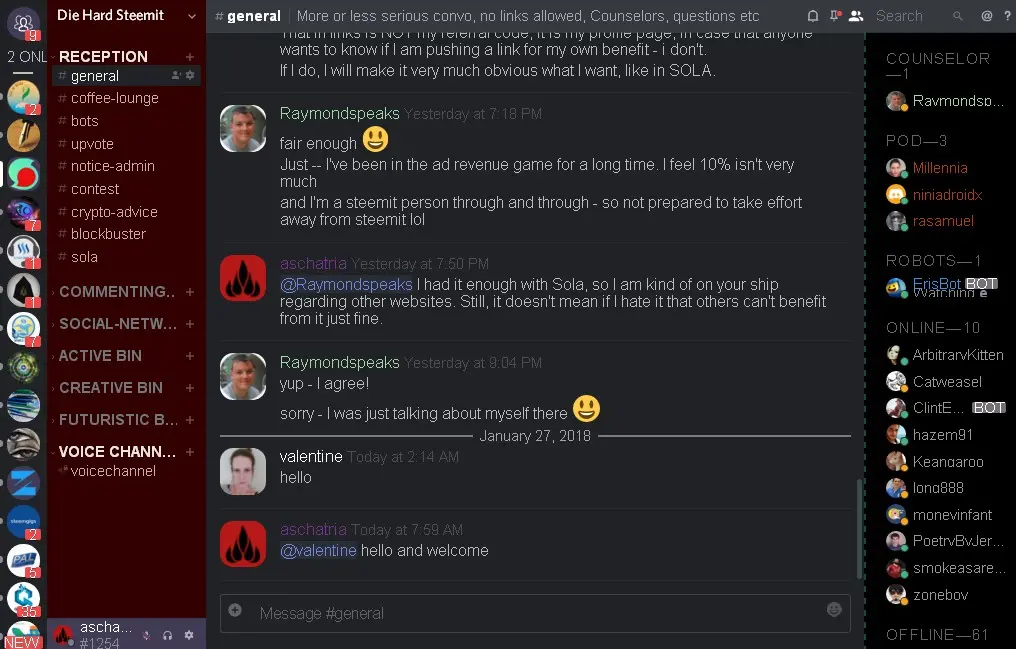 9
2 ONL
2
7
1
1
7
steemgigs
2
PAL
5
35
NEW
Die Hard Steemit
RECEPTION +
# general
# coffee-lounge
# bots
# upvote
# notice-admin
# contest
# crypto-advice
# blockbuster
# sola
COMMENTING.. +
SOCIAL-NETW... +
ACTIVE BIN +
CREATIVE BIN +
FUTURISTIC B... +
VOICE CHANN... +
voicechannel
ascha...
#1254
# general More or less serious convo, no links allowed, Counselors, questions etc
Search @ ?
That in links is NOT my referral code, it is my profile page, in case that anyone
wants to know if I am pushing a link for my own benefit - i don't.
If I do, I will make it very much obvious what I want, like in SOLA.
Raymondspeaks Yesterday at 7:18 PM
fair enough 😃
Just -- I've been in the ad revenue game for a long time. I feel 10% isn't very
much
and I'm a steemit person through and through - so not prepared to take effort
away from steemit lol
aschatria Yesterday at 7:50 PM
@Raymondspeaks I had it enough with Sola, so I am kind of on your ship
regarding other websites. Still, it doesn't mean if I hate it that others can't benefit
from it just fine.
Raymondspeaks Yesterday at 9:04 PM
yup - I agree!
sorry - I was just talking about myself there 😃
January 27, 2018
valentine Today at 2:14 AM
hello
aschatria Today at 7:59 AM
@valentine hello and welcome
Message #general
COUNSELOR
—1
Raymondsp...
POD—3
Millennia
niniadroidx
rasamuel
ROBOTS—1
ErisBot BOT
Watching e
ONLINE—10
ArbitraryKitten
Catweasel
ClintE... BOT
hazem91
Keangaroo
long888
moneyinfant
PoetryByJer...
smokeasare...
zonebov
OFFLINE—61